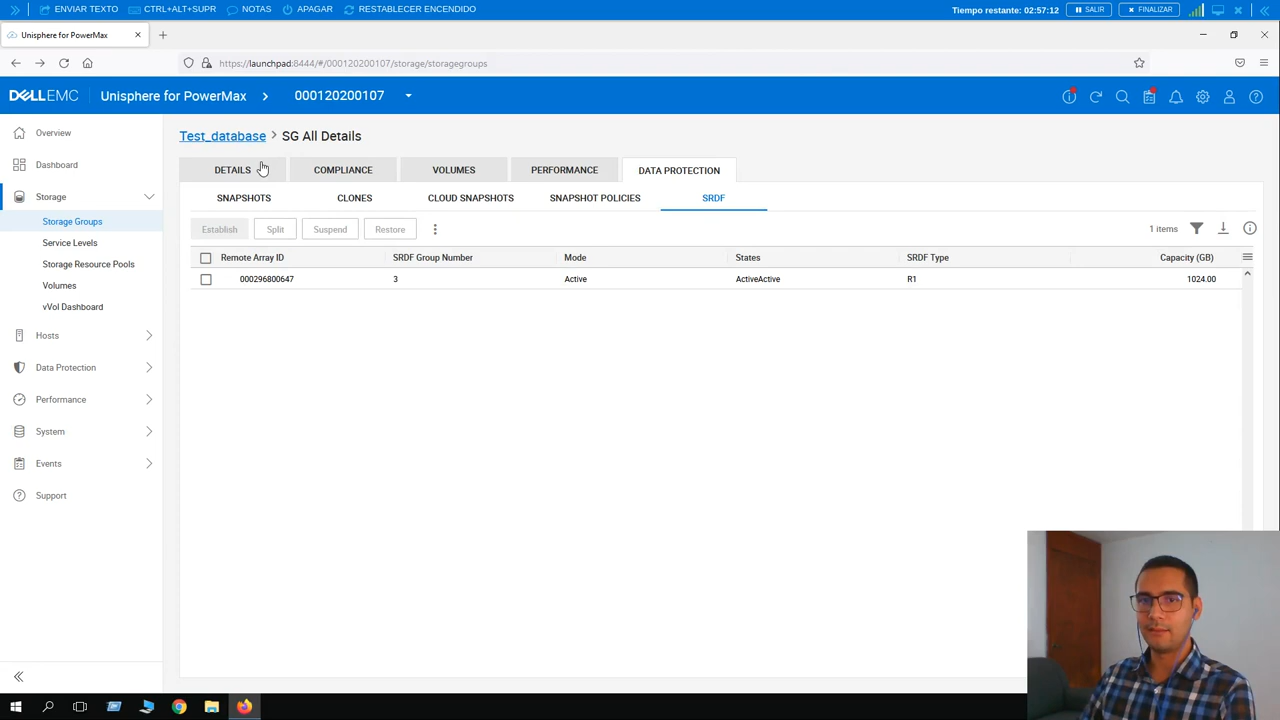 ENVIAR TEXTO CTRL+ALT+SUPR NOTAS APAGAR RESTABLECER ENCENDIDO Tiempo restante: 02:57:12 SALIR FINALIZAR
Unisphere for PowerMax
https://launchpad:8444/#/000120200107/storage/storagegroups
DELLEMC Unisphere for PowerMax 000120200107
Overview
Dashboard
Storage
Storage Groups
Service Levels
Storage Resource Pools
Volumes
vVol Dashboard
Hosts
Data Protection
Performance
System
Events
Support
Test_database > SG All Details
DETAILS COMPLIANCE VOLUMES PERFORMANCE DATA PROTECTION
SNAPSHOTS CLONES CLOUD SNAPSHOTS SNAPSHOT POLICIES SRDF
Establish Split Suspend Restore 1 items
Remote Array ID SRDF Group Number Mode States SRDF Type Capacity (GB)
000296800647 3 Active ActiveActive R1 1024.00